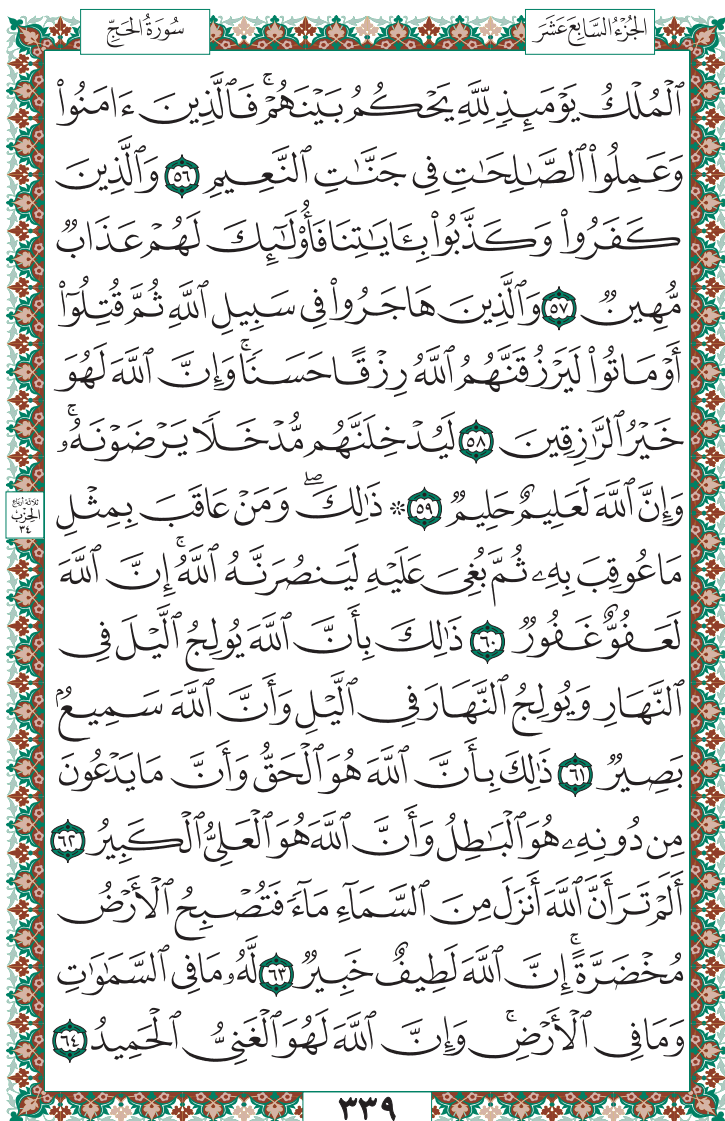 الجُزْءُ السَّابِعَ عَشَرَ
سُورَةُ الحَجّ
ٱلْمُلْكُ يَوْمَئِذٍ لِّلَّهِ يَحْكُمُ بَيْنَهُمْۚ فَٱلَّذِينَ ءَامَنُوا۟
وَعَمِلُوا۟ ٱلصَّٰلِحَٰتِ فِى جَنَّٰتِ ٱلنَّعِيمِ ٥٦ وَٱلَّذِينَ
كَفَرُوا۟ وَكَذَّبُوا۟ بِـَٔايَٰتِنَا فَأُو۟لَٰٓئِكَ لَهُمْ عَذَابٌ
مُّهِينٌ ٥٧ وَٱلَّذِينَ هَاجَرُوا۟ فِى سَبِيلِ ٱللَّهِ ثُمَّ قُتِلُوٓا۟
أَوْ مَاتُوا۟ لَيَرْزُقَنَّهُمُ ٱللَّهُ رِزْقًا حَسَنًاۚ وَإِنَّ ٱللَّهَ لَهُوَ
خَيْرُ ٱلرَّٰزِقِينَ ٥٨ لَيُدْخِلَنَّهُم مُّدْخَلًا يَرْضَوْنَهُۥۚ
وَإِنَّ ٱللَّهَ لَعَلِيمٌ حَلِيمٌ ٥٩ ۞ ذَٰلِكَۖ وَمَنْ عَاقَبَ بِمِثْلِ
مَا عُوقِبَ بِهِۦ ثُمَّ بُغِىَ عَلَيْهِ لَيَنصُرَنَّهُ ٱللَّهُۚ إِنَّ ٱللَّهَ
لَعَفُوٌّ غَفُورٌ ٦٠ ذَٰلِكَ بِأَنَّ ٱللَّهَ يُولِجُ ٱلَّيْلَ فِى
ٱلنَّهَارِ وَيُولِجُ ٱلنَّهَارَ فِى ٱلَّيْلِ وَأَنَّ ٱللَّهَ سَمِيعٌۢ
بَصِيرٌ ٦١ ذَٰلِكَ بِأَنَّ ٱللَّهَ هُوَ ٱلْحَقُّ وَأَنَّ مَا يَدْعُونَ
مِن دُونِهِۦ هُوَ ٱلْبَٰطِلُ وَأَنَّ ٱللَّهَ هُوَ ٱلْعَلِىُّ ٱلْكَبِيرُ ٦٢
أَلَمْ تَرَ أَنَّ ٱللَّهَ أَنزَلَ مِنَ ٱلسَّمَآءِ مَآءً فَتُصْبِحُ ٱلْأَرْضُ
مُخْضَرَّةًۚ إِنَّ ٱللَّهَ لَطِيفٌ خَبِيرٌ ٦٣ لَّهُۥ مَا فِى ٱلسَّمَٰوَٰتِ
وَمَا فِى ٱلْأَرْضِۚ وَإِنَّ ٱللَّهَ لَهُوَ ٱلْغَنِىُّ ٱلْحَمِيدُ ٦٤
ثلاثة أرباع
الحِزْب
٣٤
٣٣٩